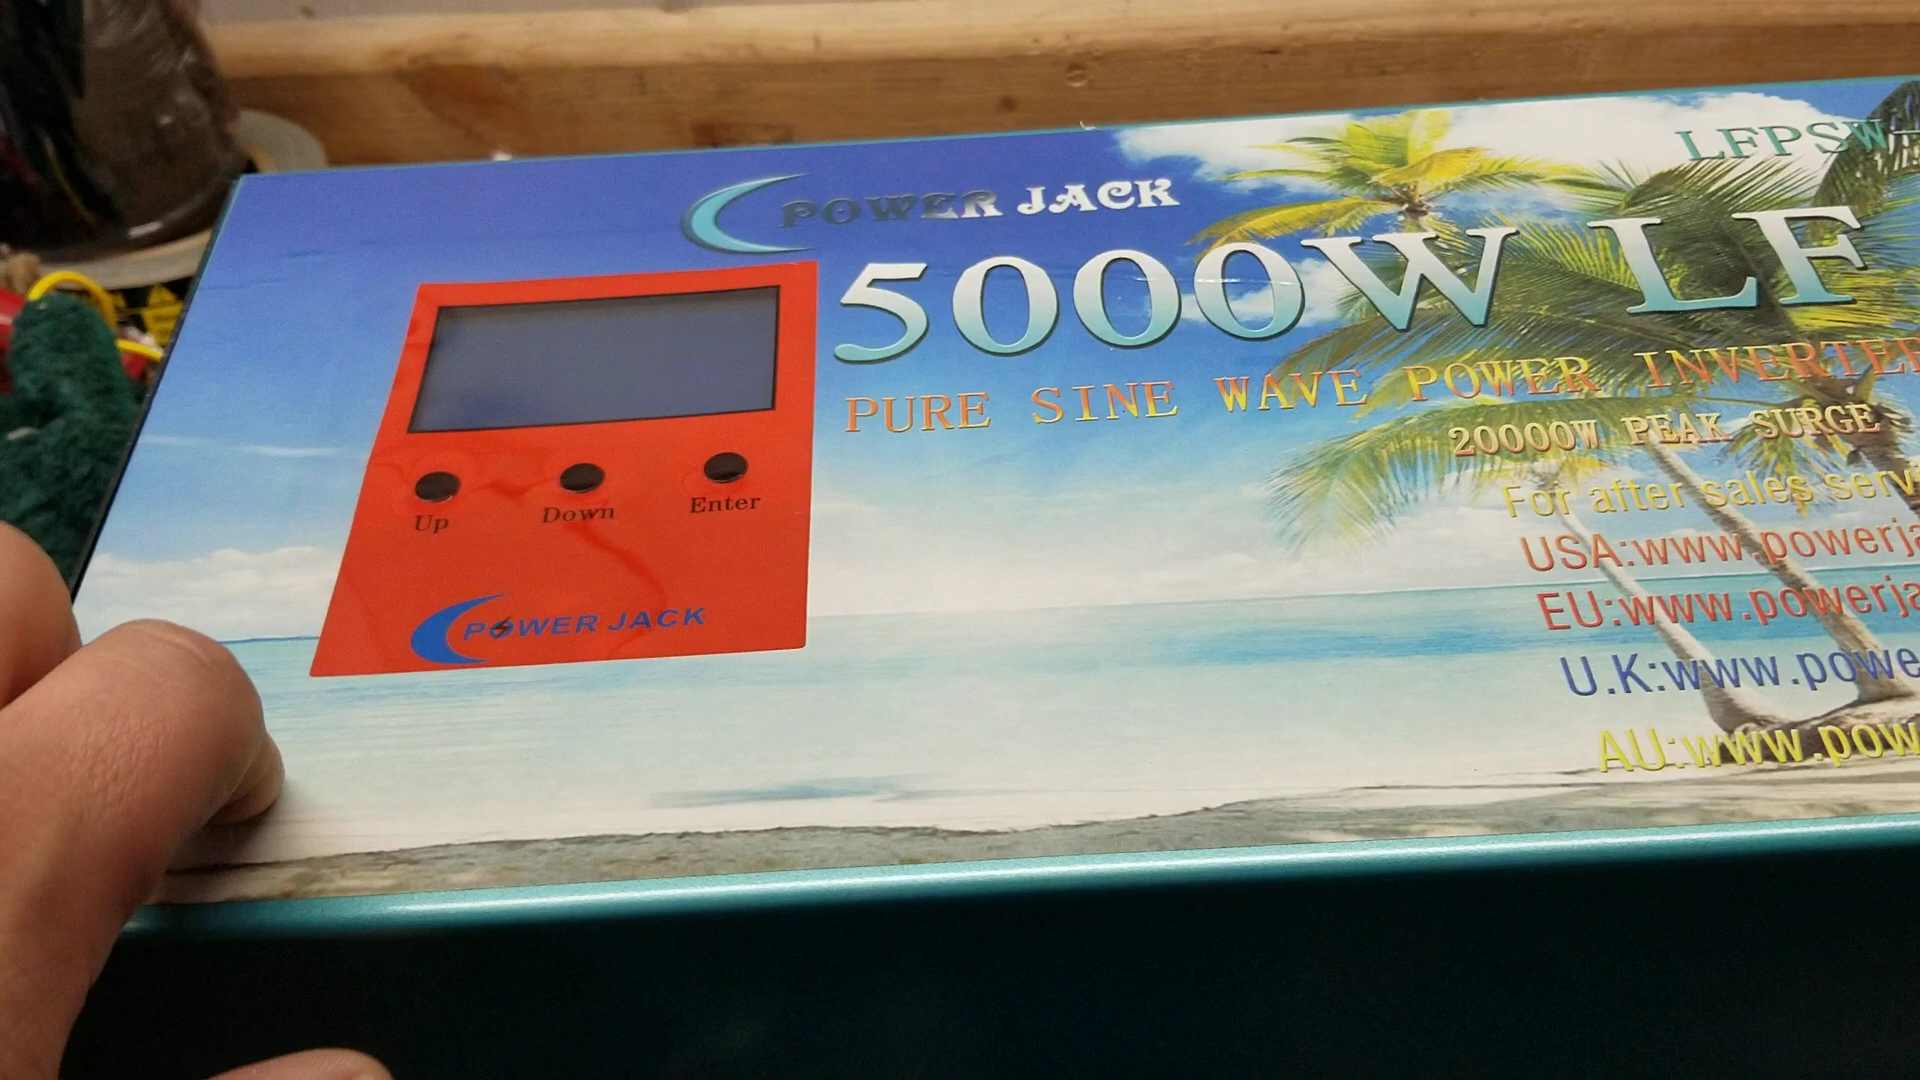 LFPSW
POWER JACK
5000W LF
PURE SINE WAVE POWER INVERTER
20000W PEAK SURGE
For after sales serv
USA:www.powerja
EU:www.powerja
U.K:www.powe
AU:www.pow
Up Down Enter
POWER JACK